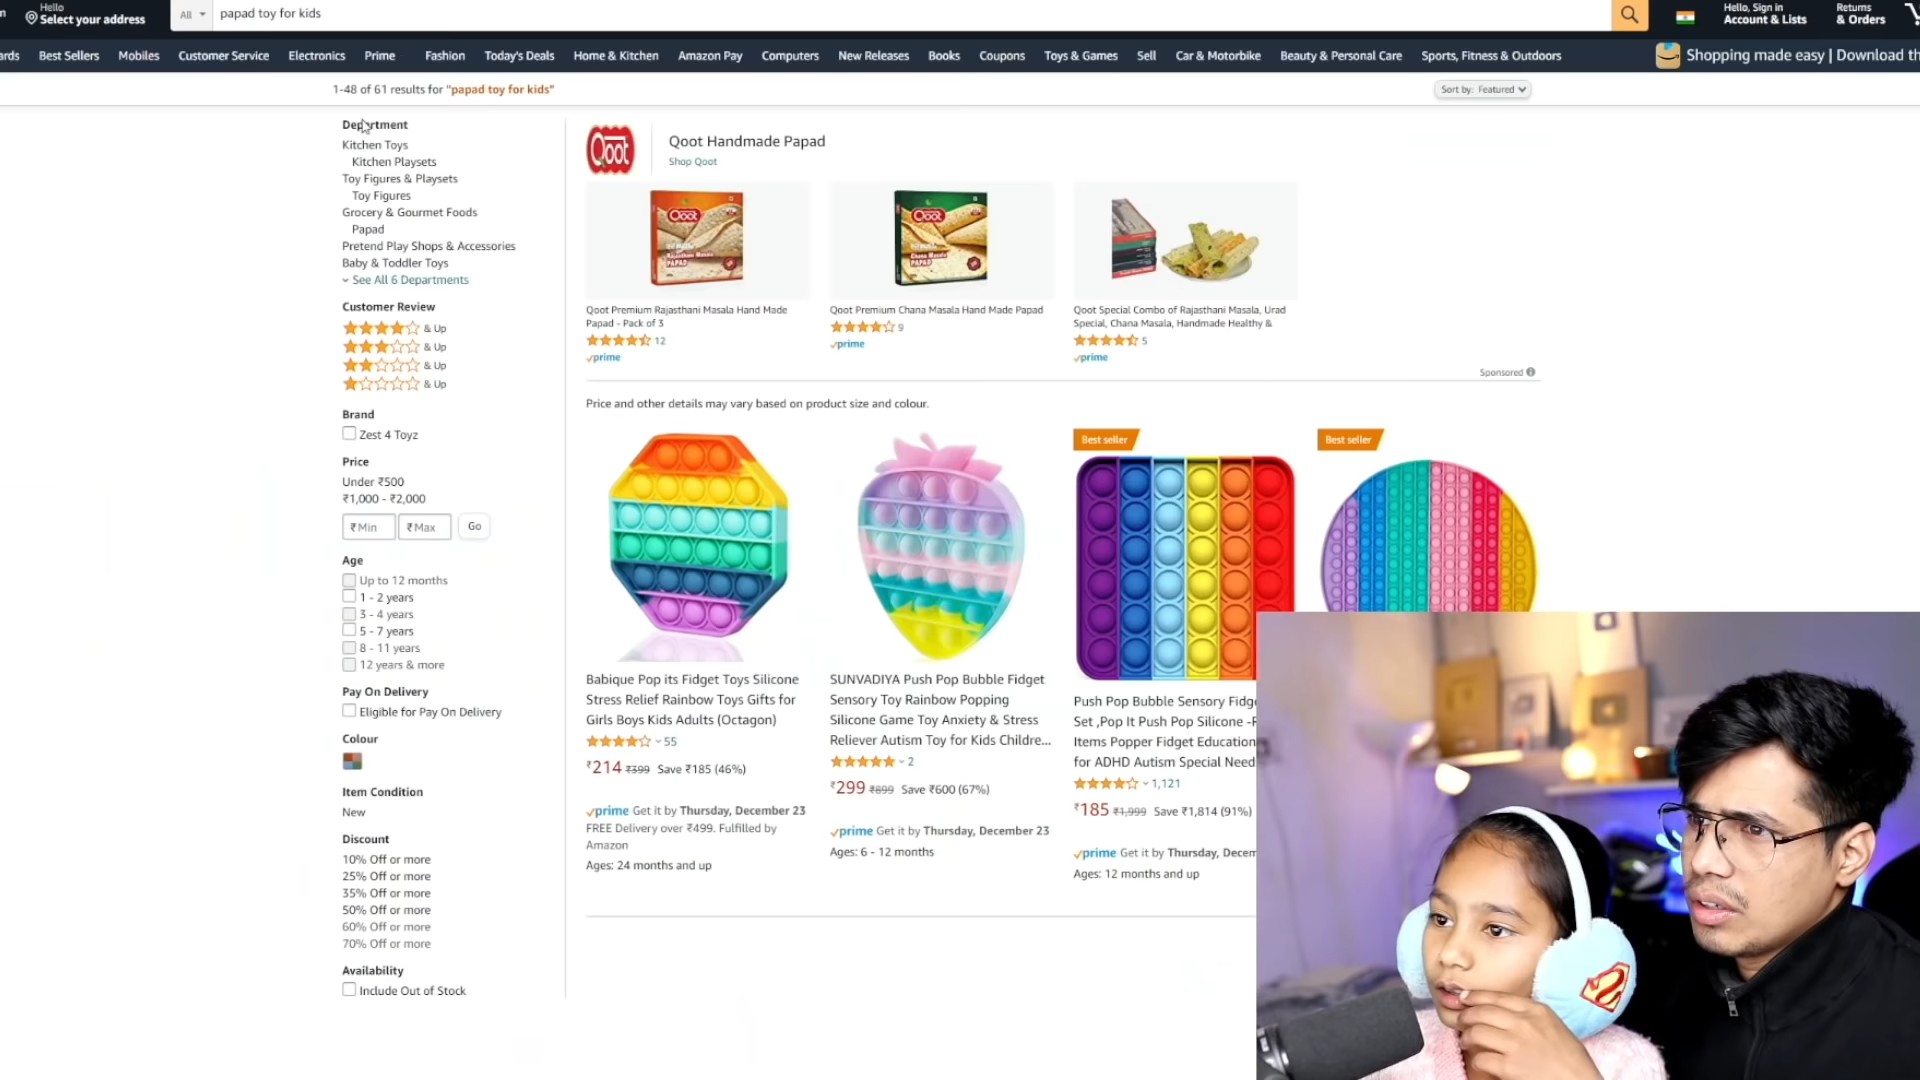 Hello
Select your address
All
papad toy for kids
Hello, Sign in
Account & Lists
Returns
& Orders
Best Sellers
Mobiles
Customer Service
Electronics
Prime
Fashion
Today's Deals
Home & Kitchen
Amazon Pay
Computers
New Releases
Books
Coupons
Toys & Games
Sell
Car & Motorbike
Beauty & Personal Care
Sports, Fitness & Outdoors
Shopping made easy | Download th
1-48 of 61 results for "papad toy for kids"
Sort by: Featured
Department
Kitchen Toys
Kitchen Playsets
Toy Figures & Playsets
Toy Figures
Grocery & Gourmet Foods
Papad
Pretend Play Shops & Accessories
Baby & Toddler Toys
See All 6 Departments
Customer Review
& Up
& Up
& Up
& Up
Brand
Zest 4 Toyz
Price
Under ₹500
₹1,000 - ₹2,000
₹Min
₹Max
Go
Age
Up to 12 months
1 - 2 years
3 - 4 years
5 - 7 years
8 - 11 years
12 years & more
Pay On Delivery
Eligible for Pay On Delivery
Colour
Item Condition
New
Discount
10% Off or more
25% Off or more
35% Off or more
50% Off or more
60% Off or more
70% Off or more
Availability
Include Out of Stock
Qoot
Qoot Handmade Papad
Shop Qoot
Qoot
PAPAD
Qoot
PAPAD
Qoot Premium Rajasthani Masala Hand Made
Papad - Pack of 3
12
prime
Qoot Premium Chana Masala Hand Made Papad
9
prime
Qoot Special Combo of Rajasthani Masala, Urad
Special, Chana Masala, Handmade Healthy &
5
prime
Sponsored
Price and other details may vary based on product size and colour.
Best seller
Best seller
Babique Pop its Fidget Toys Silicone
Stress Relief Rainbow Toys Gifts for
Girls Boys Kids Adults (Octagon)
55
₹214 ₹399 Save ₹185 (46%)
prime Get it by Thursday, December 23
FREE Delivery over ₹499. Fulfilled by
Amazon
Ages: 24 months and up
SUNVADIYA Push Pop Bubble Fidget
Sensory Toy Rainbow Popping
Silicone Game Toy Anxiety & Stress
Reliever Autism Toy for Kids Childre...
2
₹299 ₹899 Save ₹600 (67%)
prime Get it by Thursday, December 23
Ages: 6 - 12 months
Push Pop Bubble Sensory Fidge
Set ,Pop It Push Pop Silicone -R
Items Popper Fidget Education
for ADHD Autism Special Need
1,121
₹185 ₹1,999 Save ₹1,814 (91%)
prime Get it by Thursday, Decem
Ages: 12 months and up